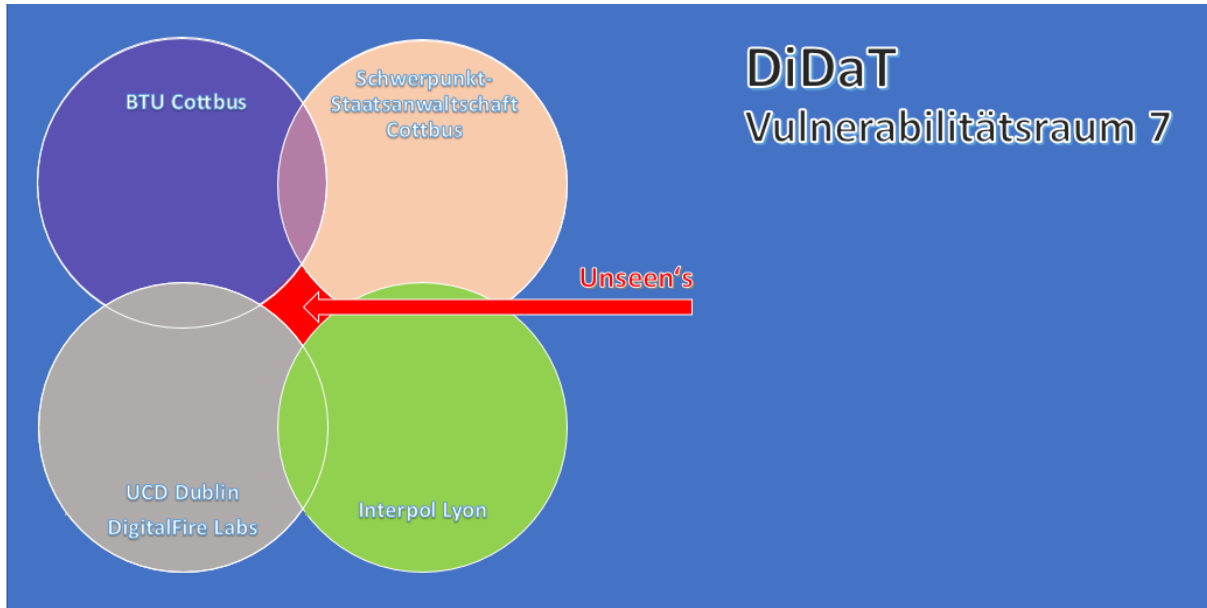 DiDaT
Vulnerabilitätsraum 7
BTU Cottbus
Schwerpunkt-
Staatsanwaltschaft
Cottbus
Unseen‘s
UCD Dublin
DigitalFire Labs
Interpol Lyon